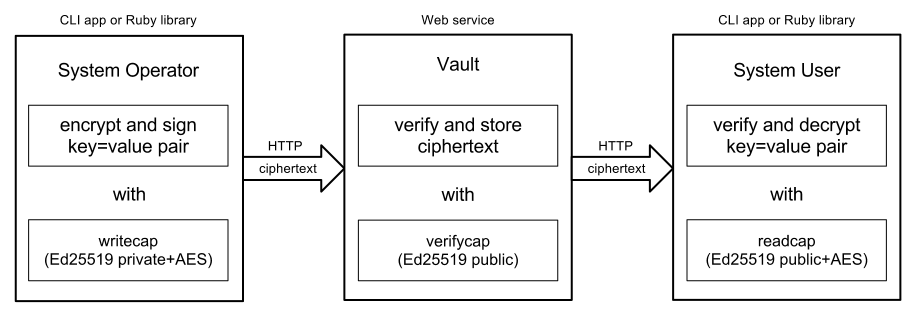 CLI app or Ruby library
System Operator
encrypt and sign
key=value pair
with
writecap
(Ed25519 private+AES)
HTTP
ciphertext
Web service
Vault
verify and store
ciphertext
with
verifycap
(Ed25519 public)
HTTP
ciphertext
CLI app or Ruby library
System User
verify and decrypt
key=value pair
with
readcap
(Ed25519 public+AES)